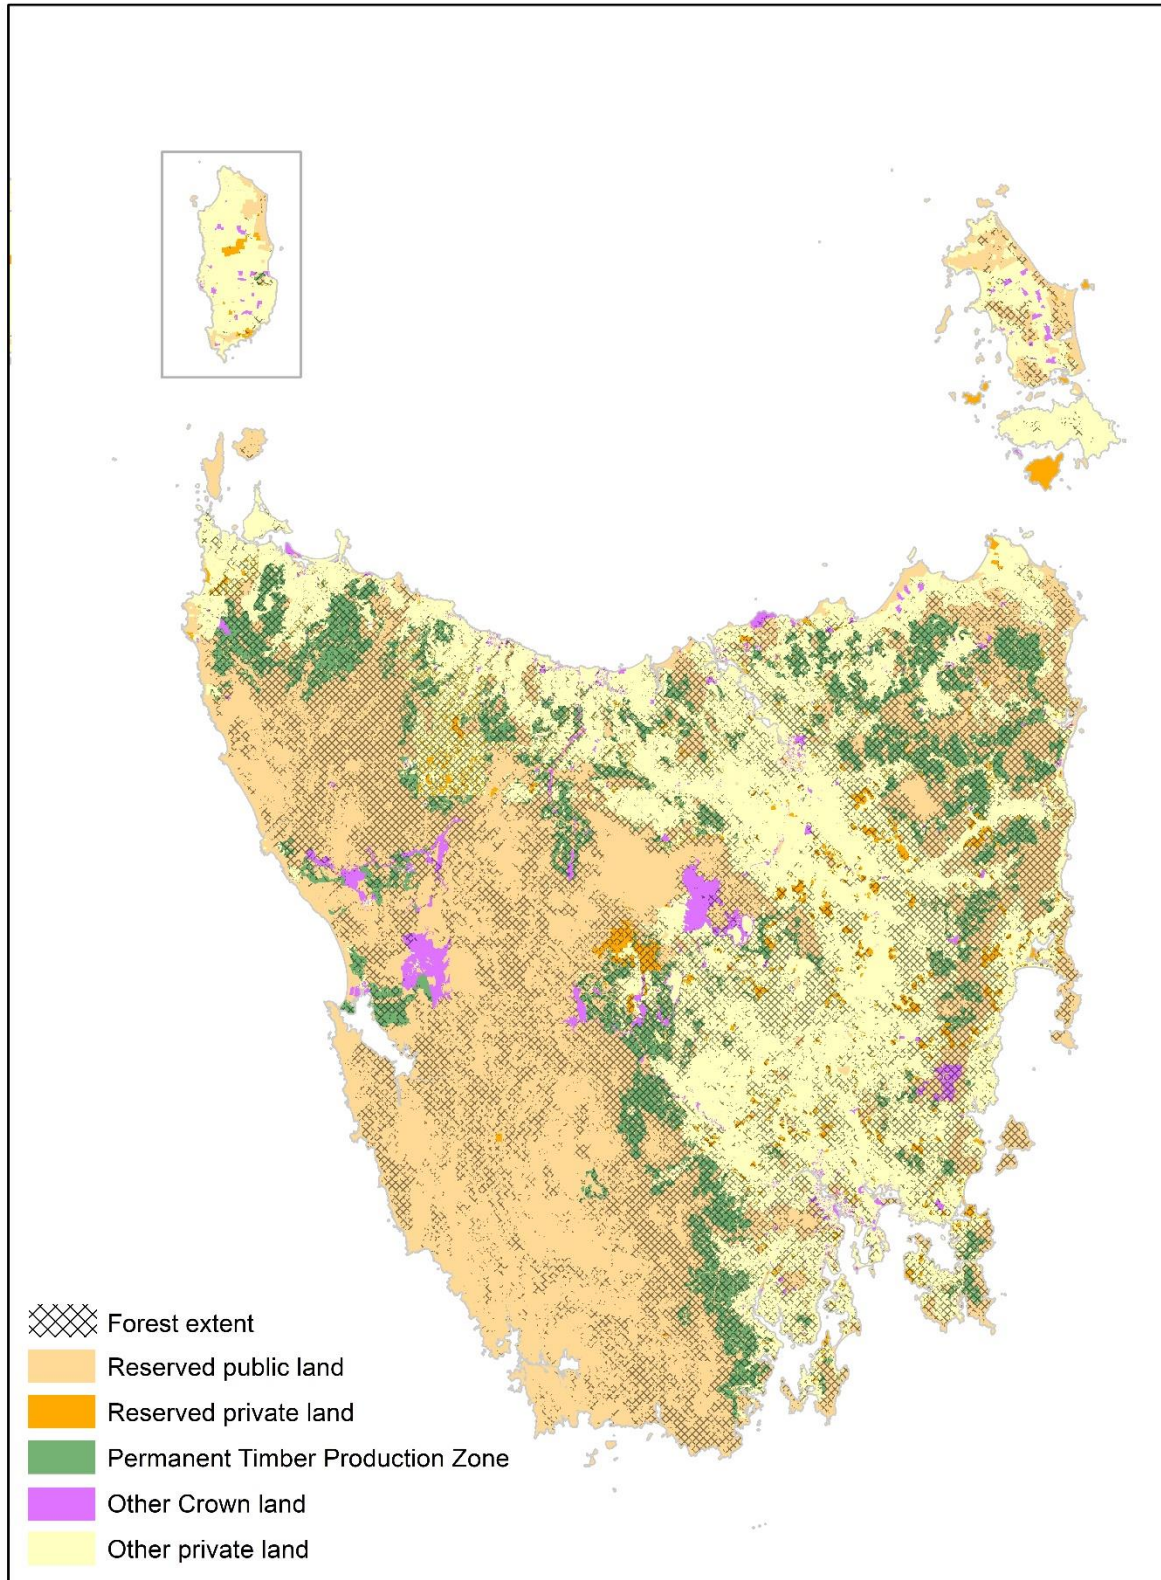 Forest extent
Reserved public land
Reserved private land
Permanent Timber Production Zone
Other Crown land
Other private land